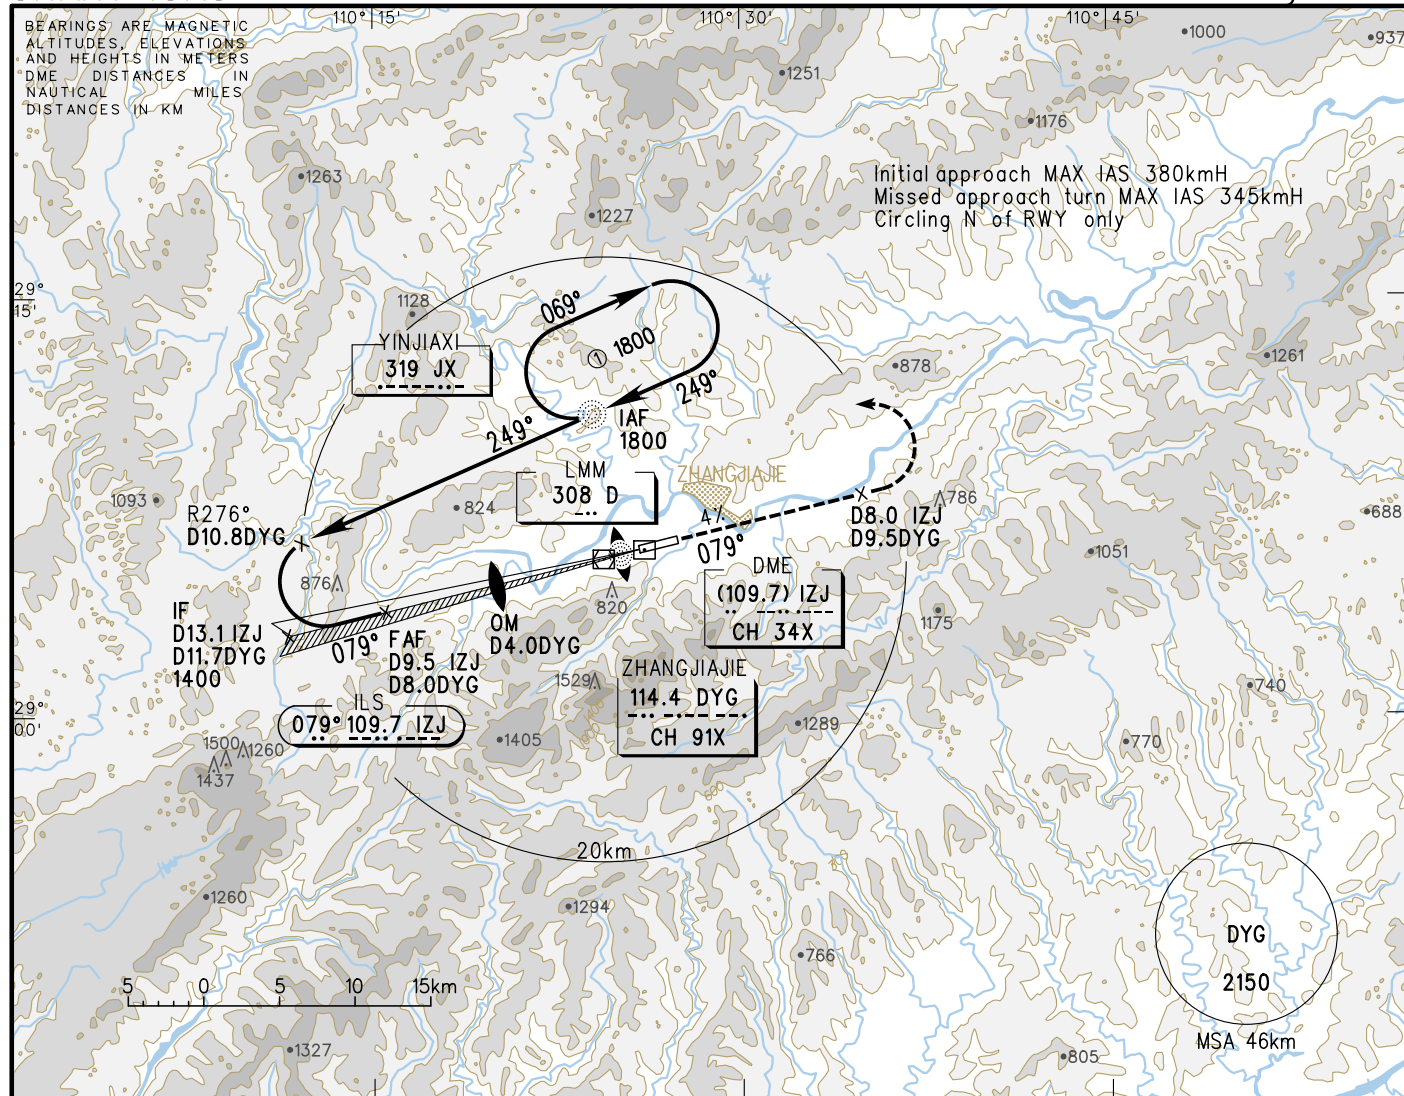 110°15'
110°30'
110°45'
BEARINGS ARE MAGNETIC
ALTITUDES, ELEVATIONS
AND HEIGHTS IN METERS
DME DISTANCES IN
NAUTICAL MILES
DISTANCES IN KM
1000
937
1251
1176
1263
Initial approach MAX IAS 380kmH
Missed approach turn MAX IAS 345kmH
Circling N of RWY only
1227
29°
15'
1128
069°
① 1800
YINJIAXI
319 JX
249°
1261
878
IAF
1800
249°
LMM
308 D
ZHANGJIAJIE
1093
824
R276°
D10.8DYG
4%
079°
D8.0 IZJ
D9.5DYG
786
688
1051
DME
(109.7) IZJ
CH 34X
876
820
1175
IF
D13.1 IZJ
D11.7DYG
1400
079°
FAF
D9.5 IZJ
D8.0DYG
OM
D4.0DYG
ZHANGJIAJIE
114.4 DYG
CH 91X
1529
740
ILS
079° 109.7 IZJ
29°
00'
1289
1405
770
1500
1260
1437
600
20km
1260
1294
DYG
2150
MSA 46km
766
5 0 5 10 15km
1327
805